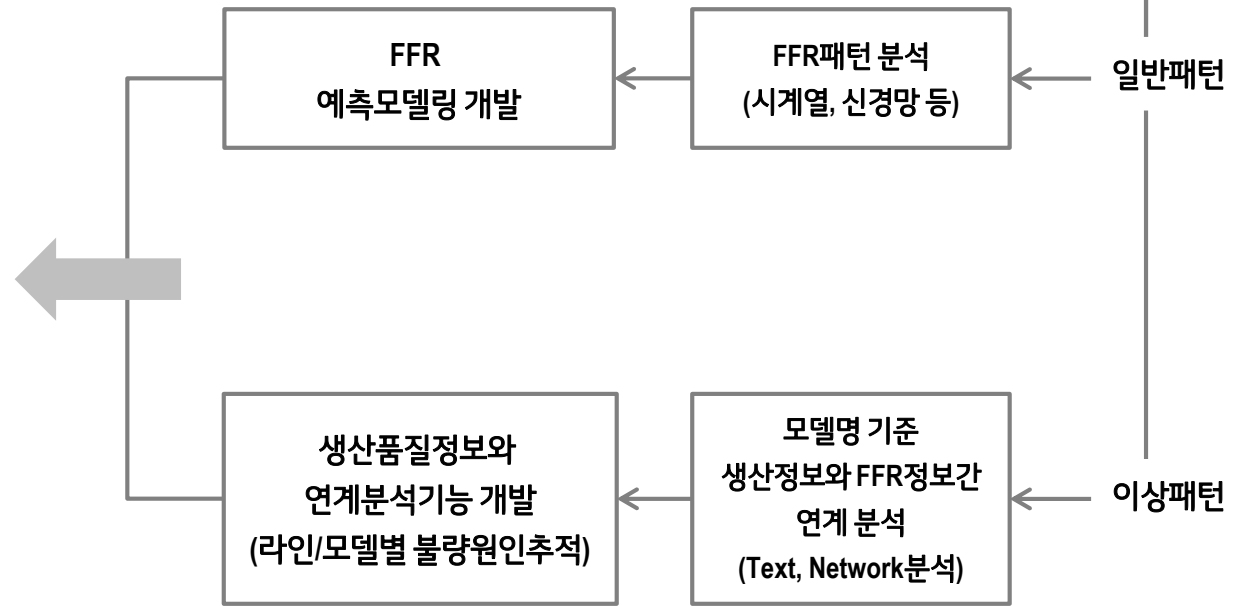 FFR
예측모델링 개발
FFR패턴 분석
(시계열, 신경망 등)
일반패턴
생산품질정보와
연계분석기능 개발
(라인/모델별 불량원인추적)
모델명 기준
생산정보와 FFR정보간
연계 분석
(Text, Network분석)
이상패턴